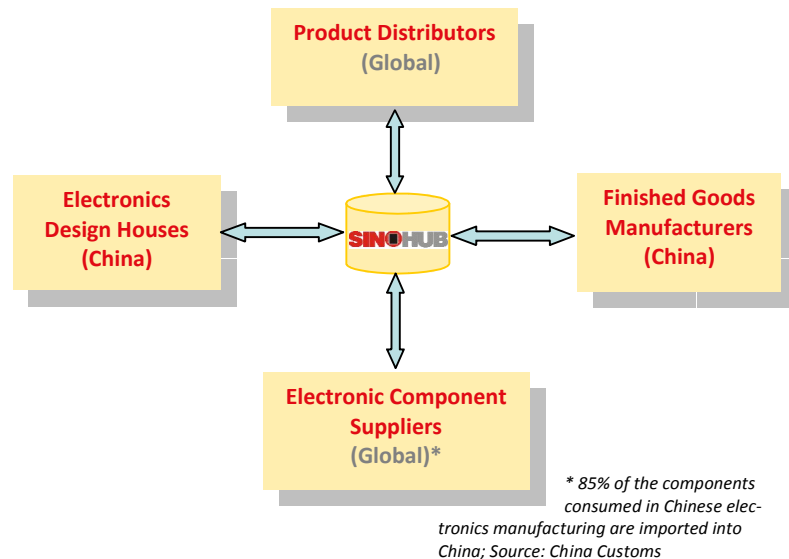 Product Distributors
(Global)
Electronics
Design Houses
(China)
SINOHUB
Finished Goods
Manufacturers
(China)
Electronic Component
Suppliers
(Global)*
* 85% of the components
consumed in Chinese elec-
tronics manufacturing are imported into
China; Source: China Customs